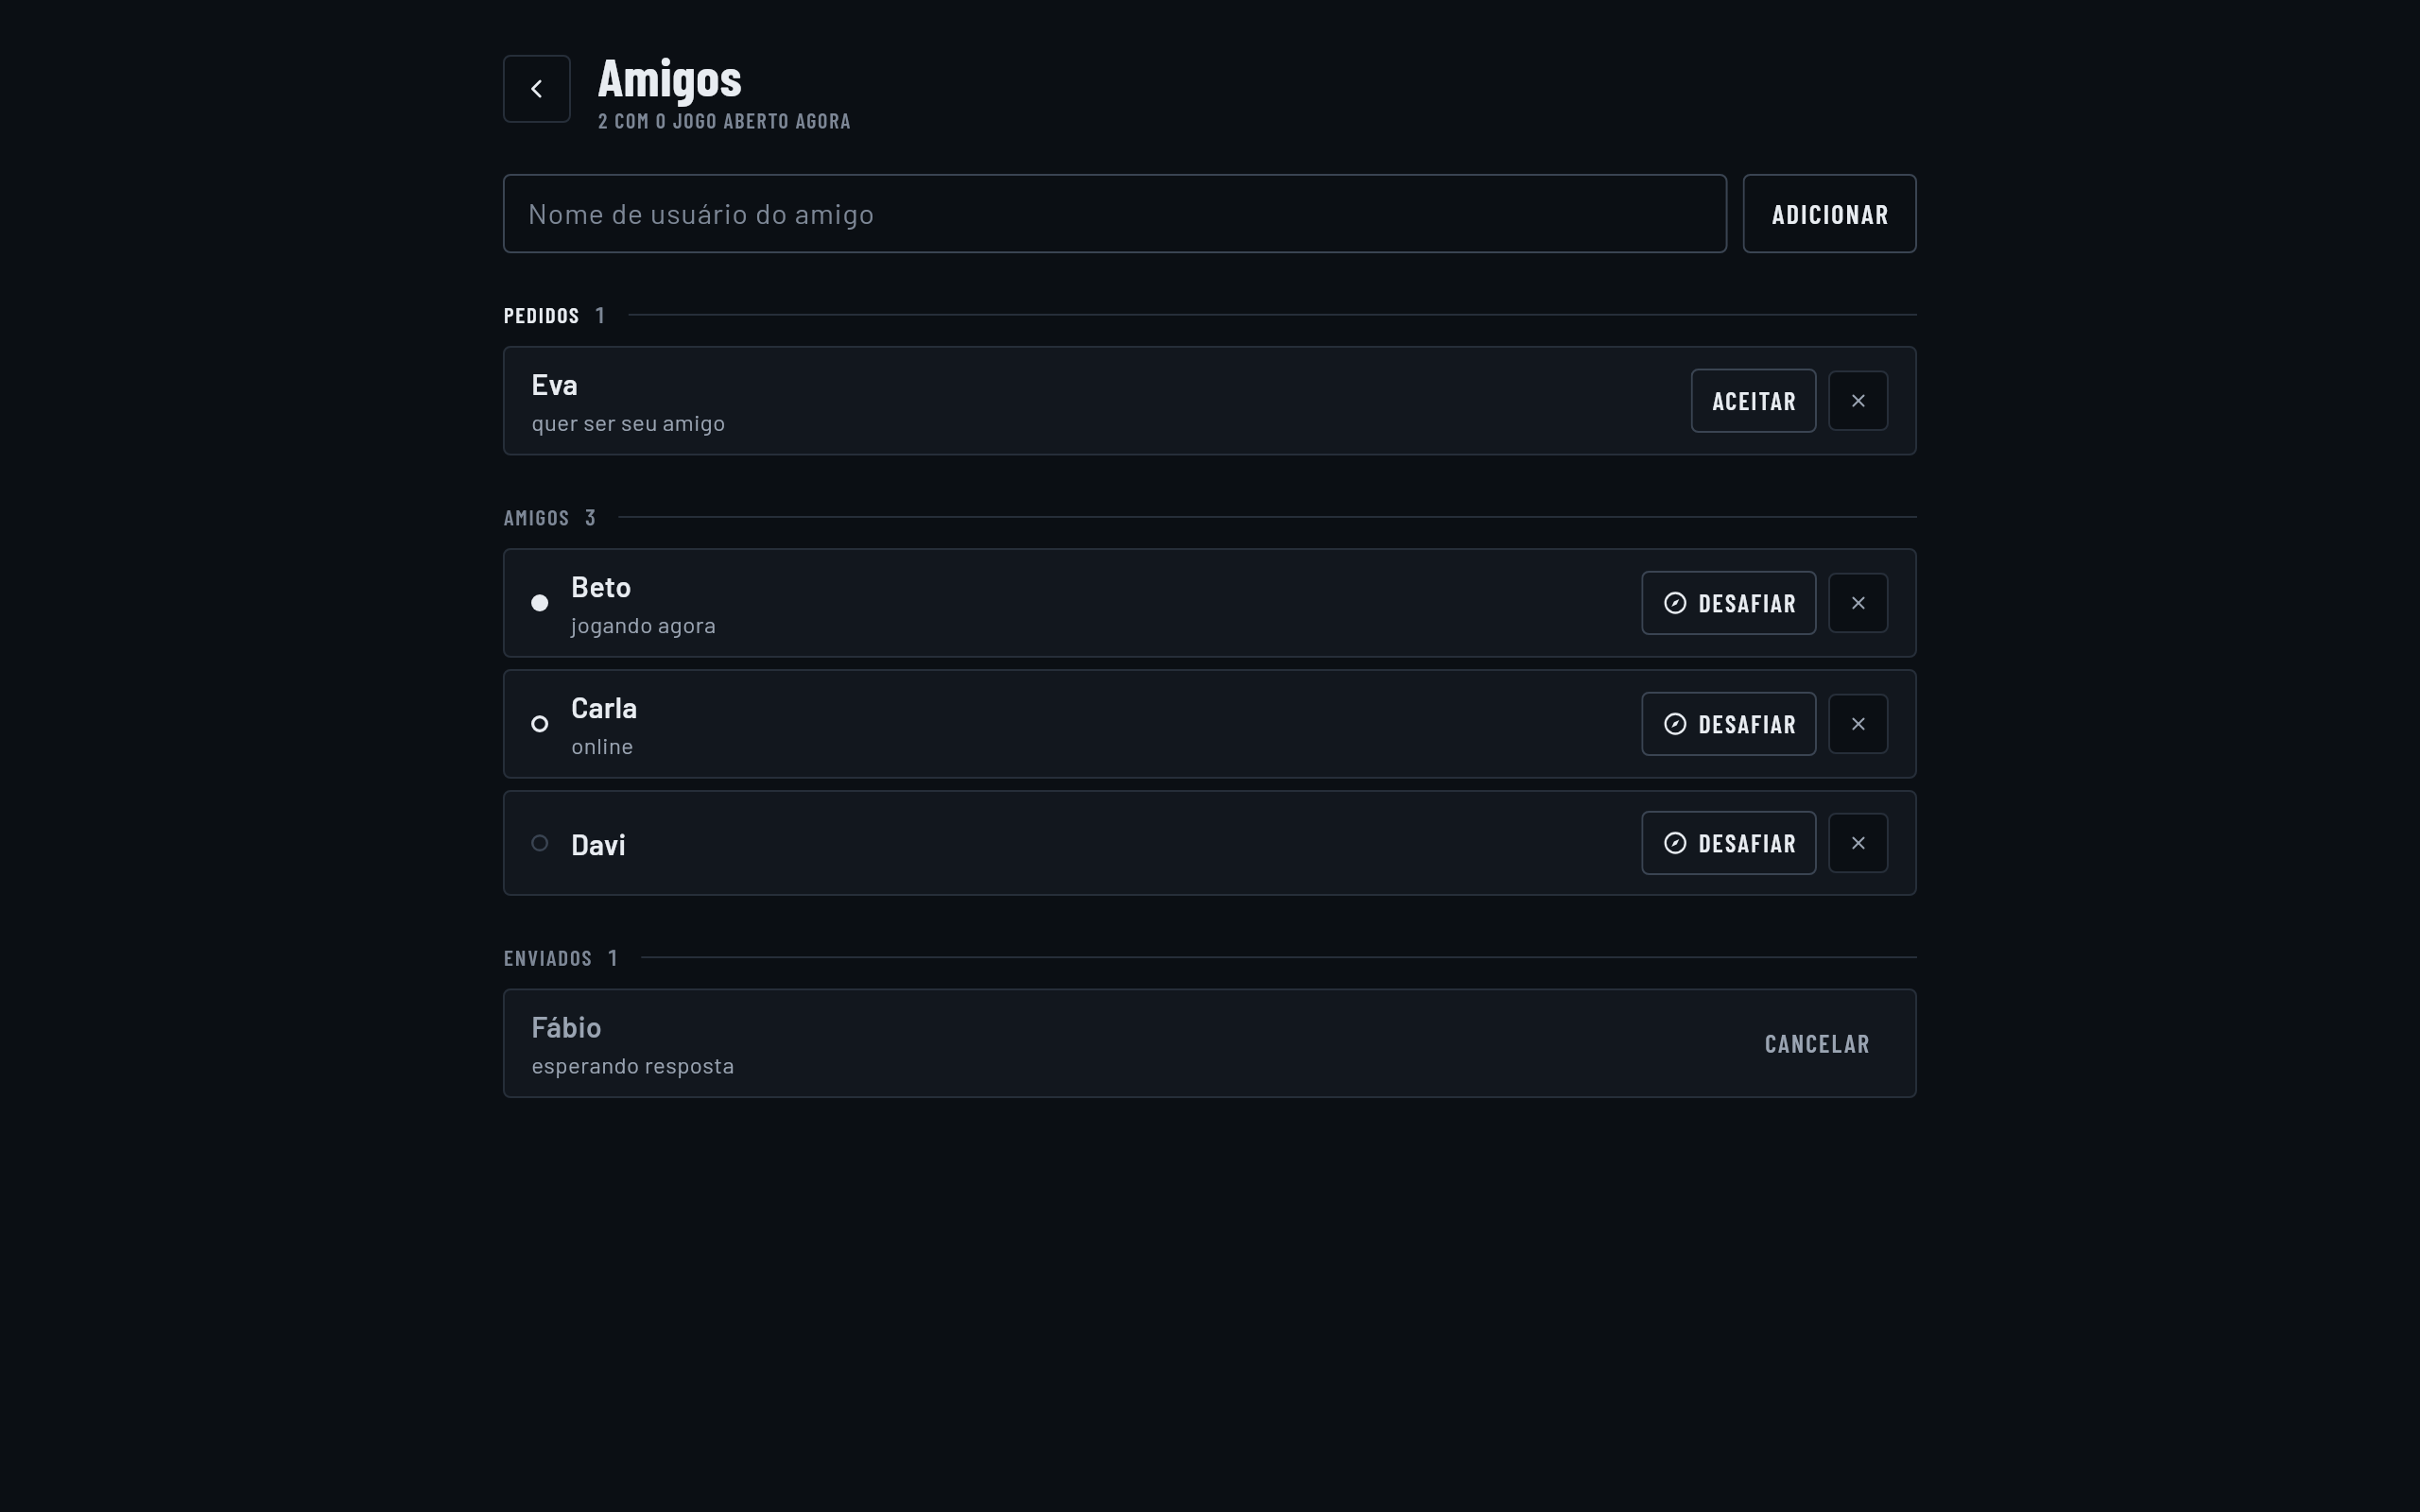 Amigos
2 COM O JOGO ABERTO AGORA
Nome de usuário do amigo
ADICIONAR
PEDIDOS 1
Eva
quer ser seu amigo
ACEITAR
AMIGOS 3
Beto
jogando agora
DESAFIAR
Carla
online
DESAFIAR
Davi
DESAFIAR
ENVIADOS 1
Fábio
esperando resposta
CANCELAR